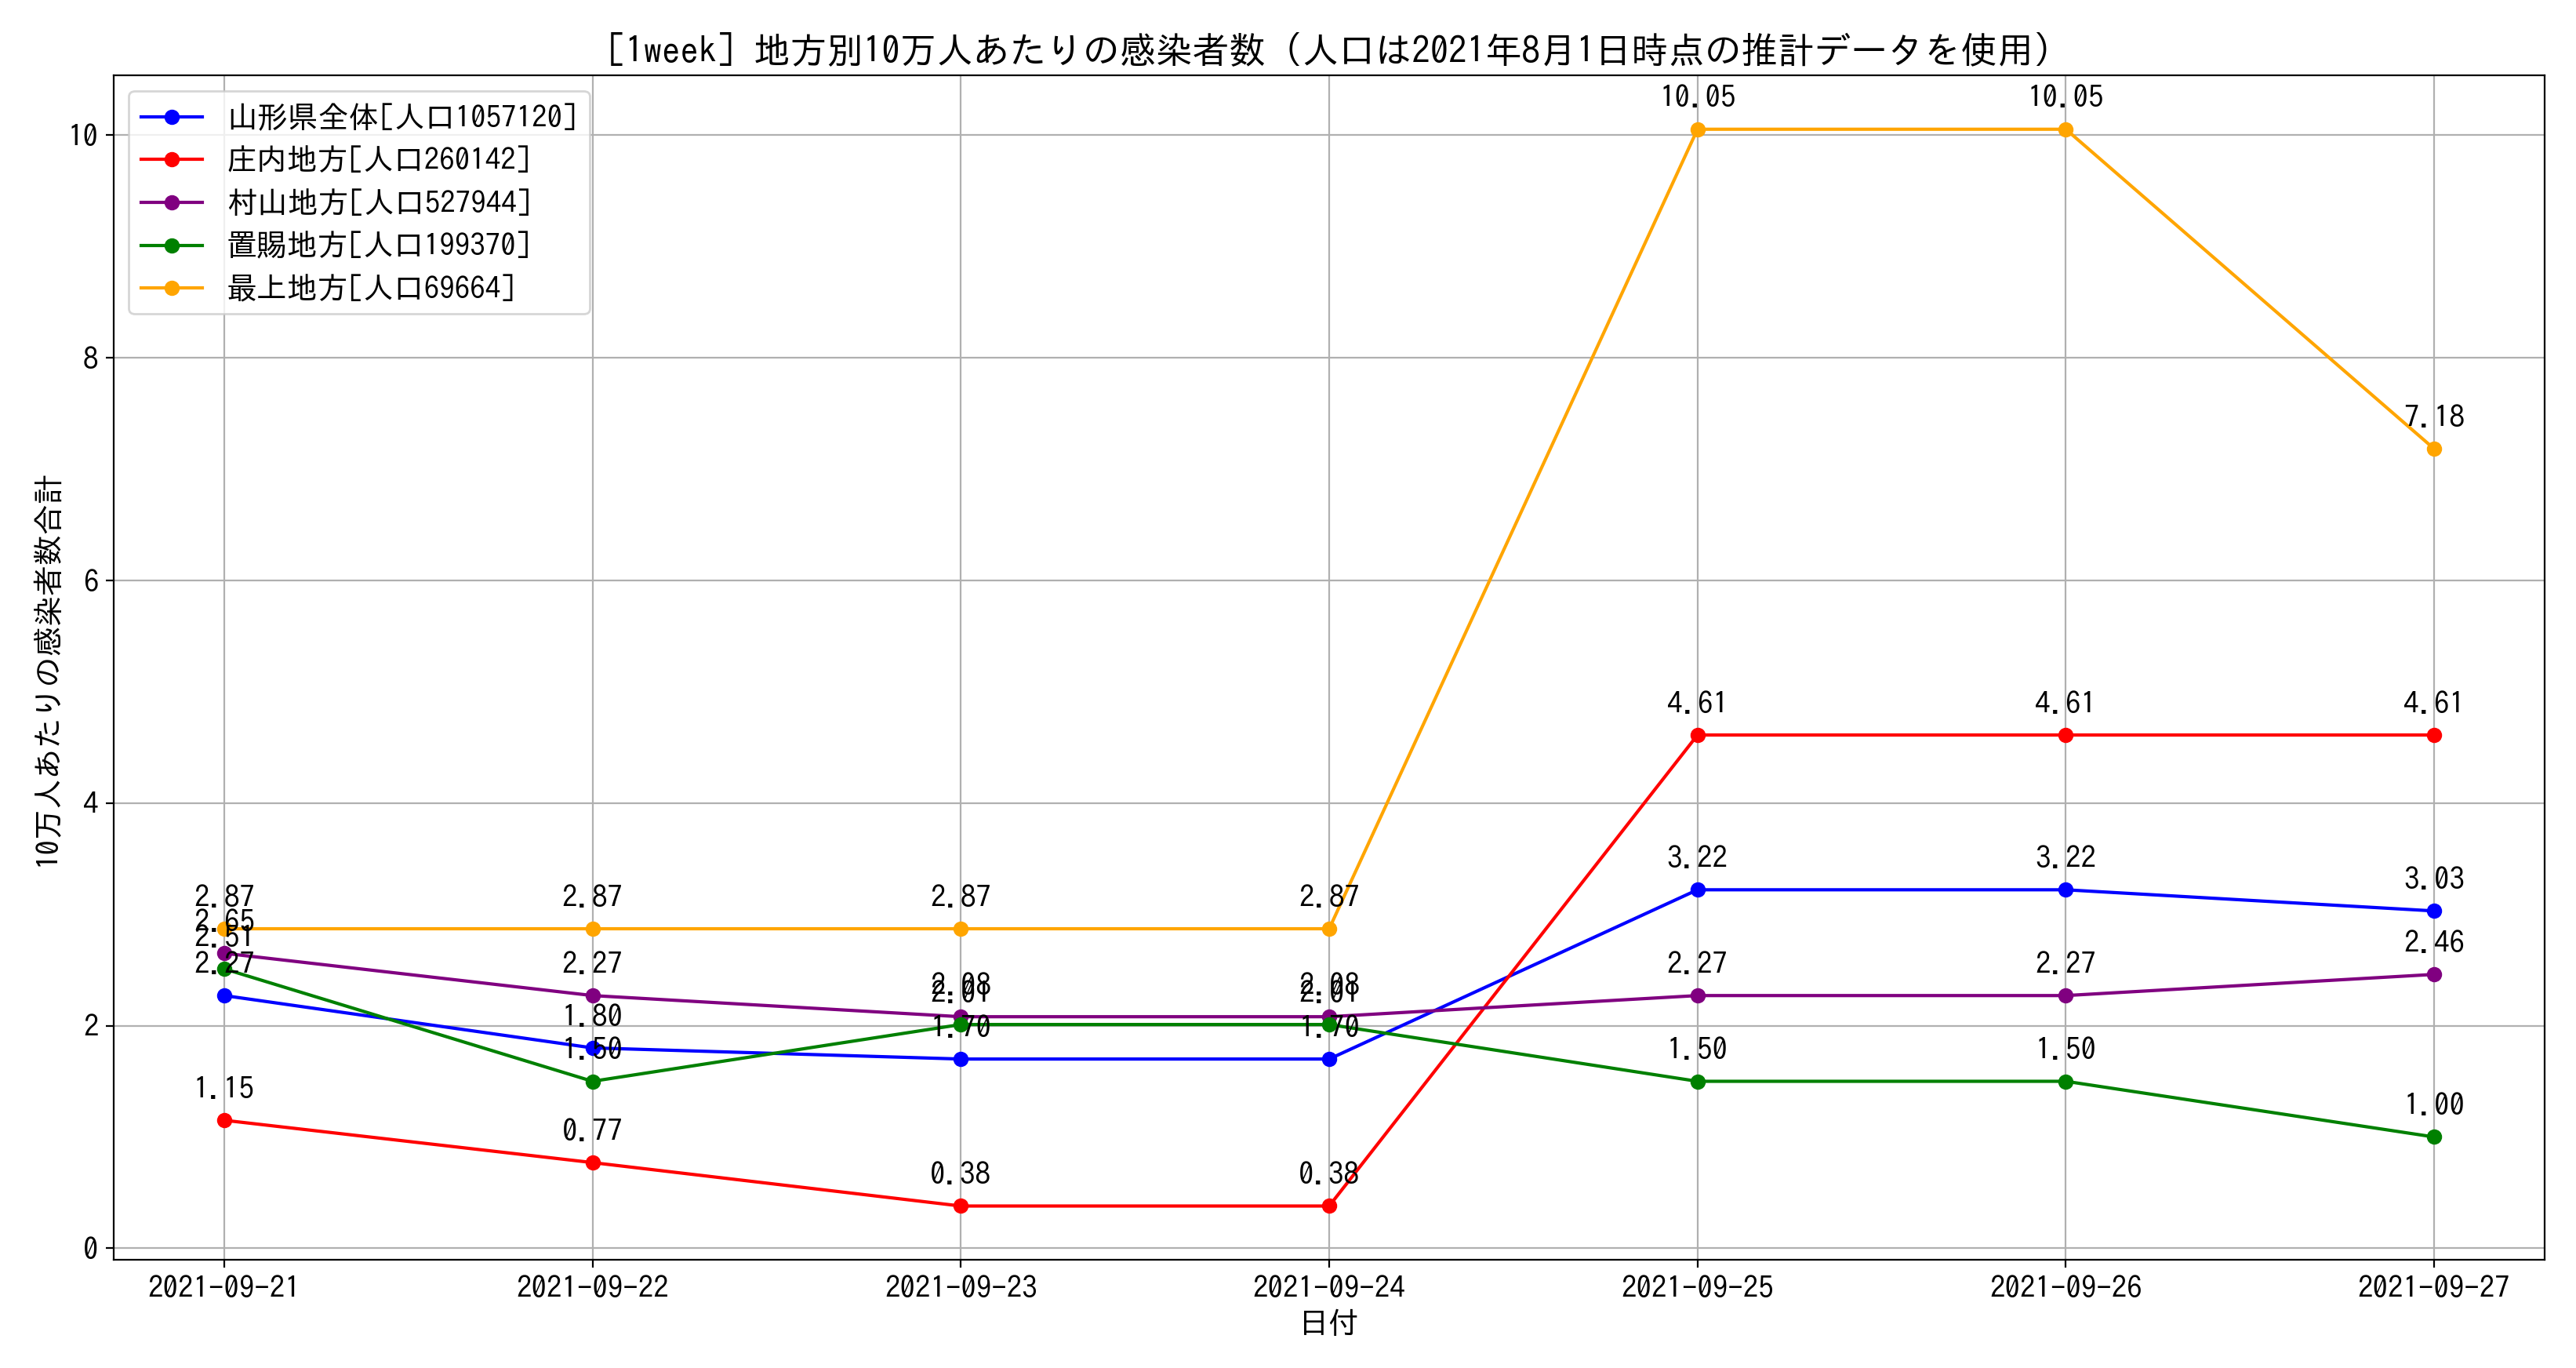 [1week] 地方別10万人あたりの感染者数 (人口は2021年8月1日時点の推計データを使用)
山形県全体[人口1057120]
庄内地方[人口260142]
村山地方[人口527944]
置賜地方[人口199370]
最上地方[人口69664]
10万人あたりの感染者数合計
10
8
6
4
2
0
10.05 10.05
7.18
4.61 4.61 4.61
3.22 3.22 3.03
2.87 2.87 2.87 2.87
2.65 2.27 2.08 2.08 2.27 2.27 2.46
2.51 1.50 2.01 2.01 1.50 1.50 1.00
2.27 1.80 1.70 1.70
1.15 0.77 0.38 0.38
2021-09-21 2021-09-22 2021-09-23 2021-09-24 2021-09-25 2021-09-26 2021-09-27
日付